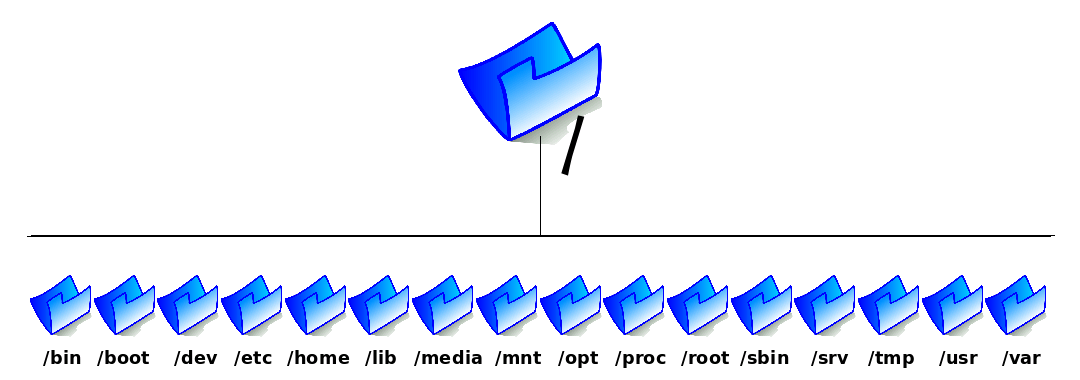 /
/bin /boot /dev /etc /home /lib /media /mnt /opt /proc /root /sbin /srv /tmp /usr /var